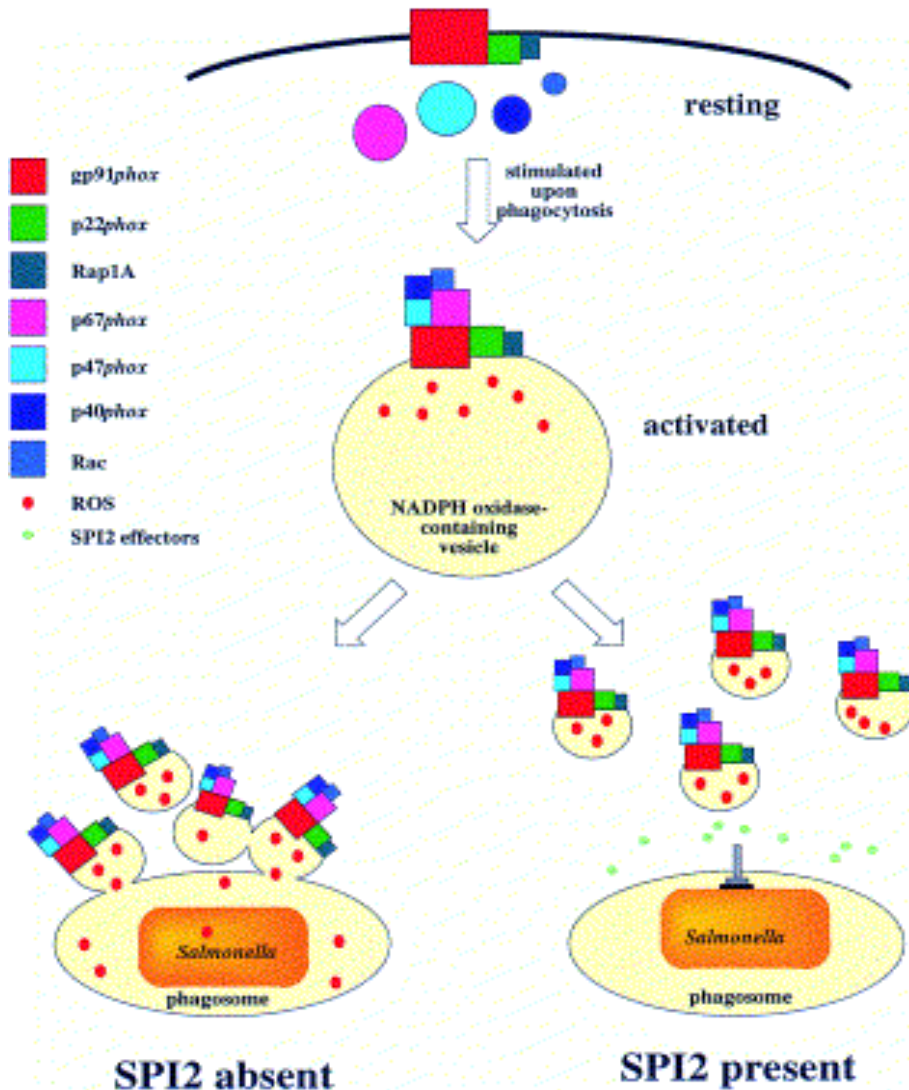 resting
stimulated
upon
phagocytosis
gp91phox
p22phox
Rap1A
p67phox
p47phox
p40phox
Rac
ROS
SPI2 effectors
activated
NADPH oxidase-
containing
vesicle
Salmonella
phagosome
Salmonella
phagosome
SPI2 absent
SPI2 present